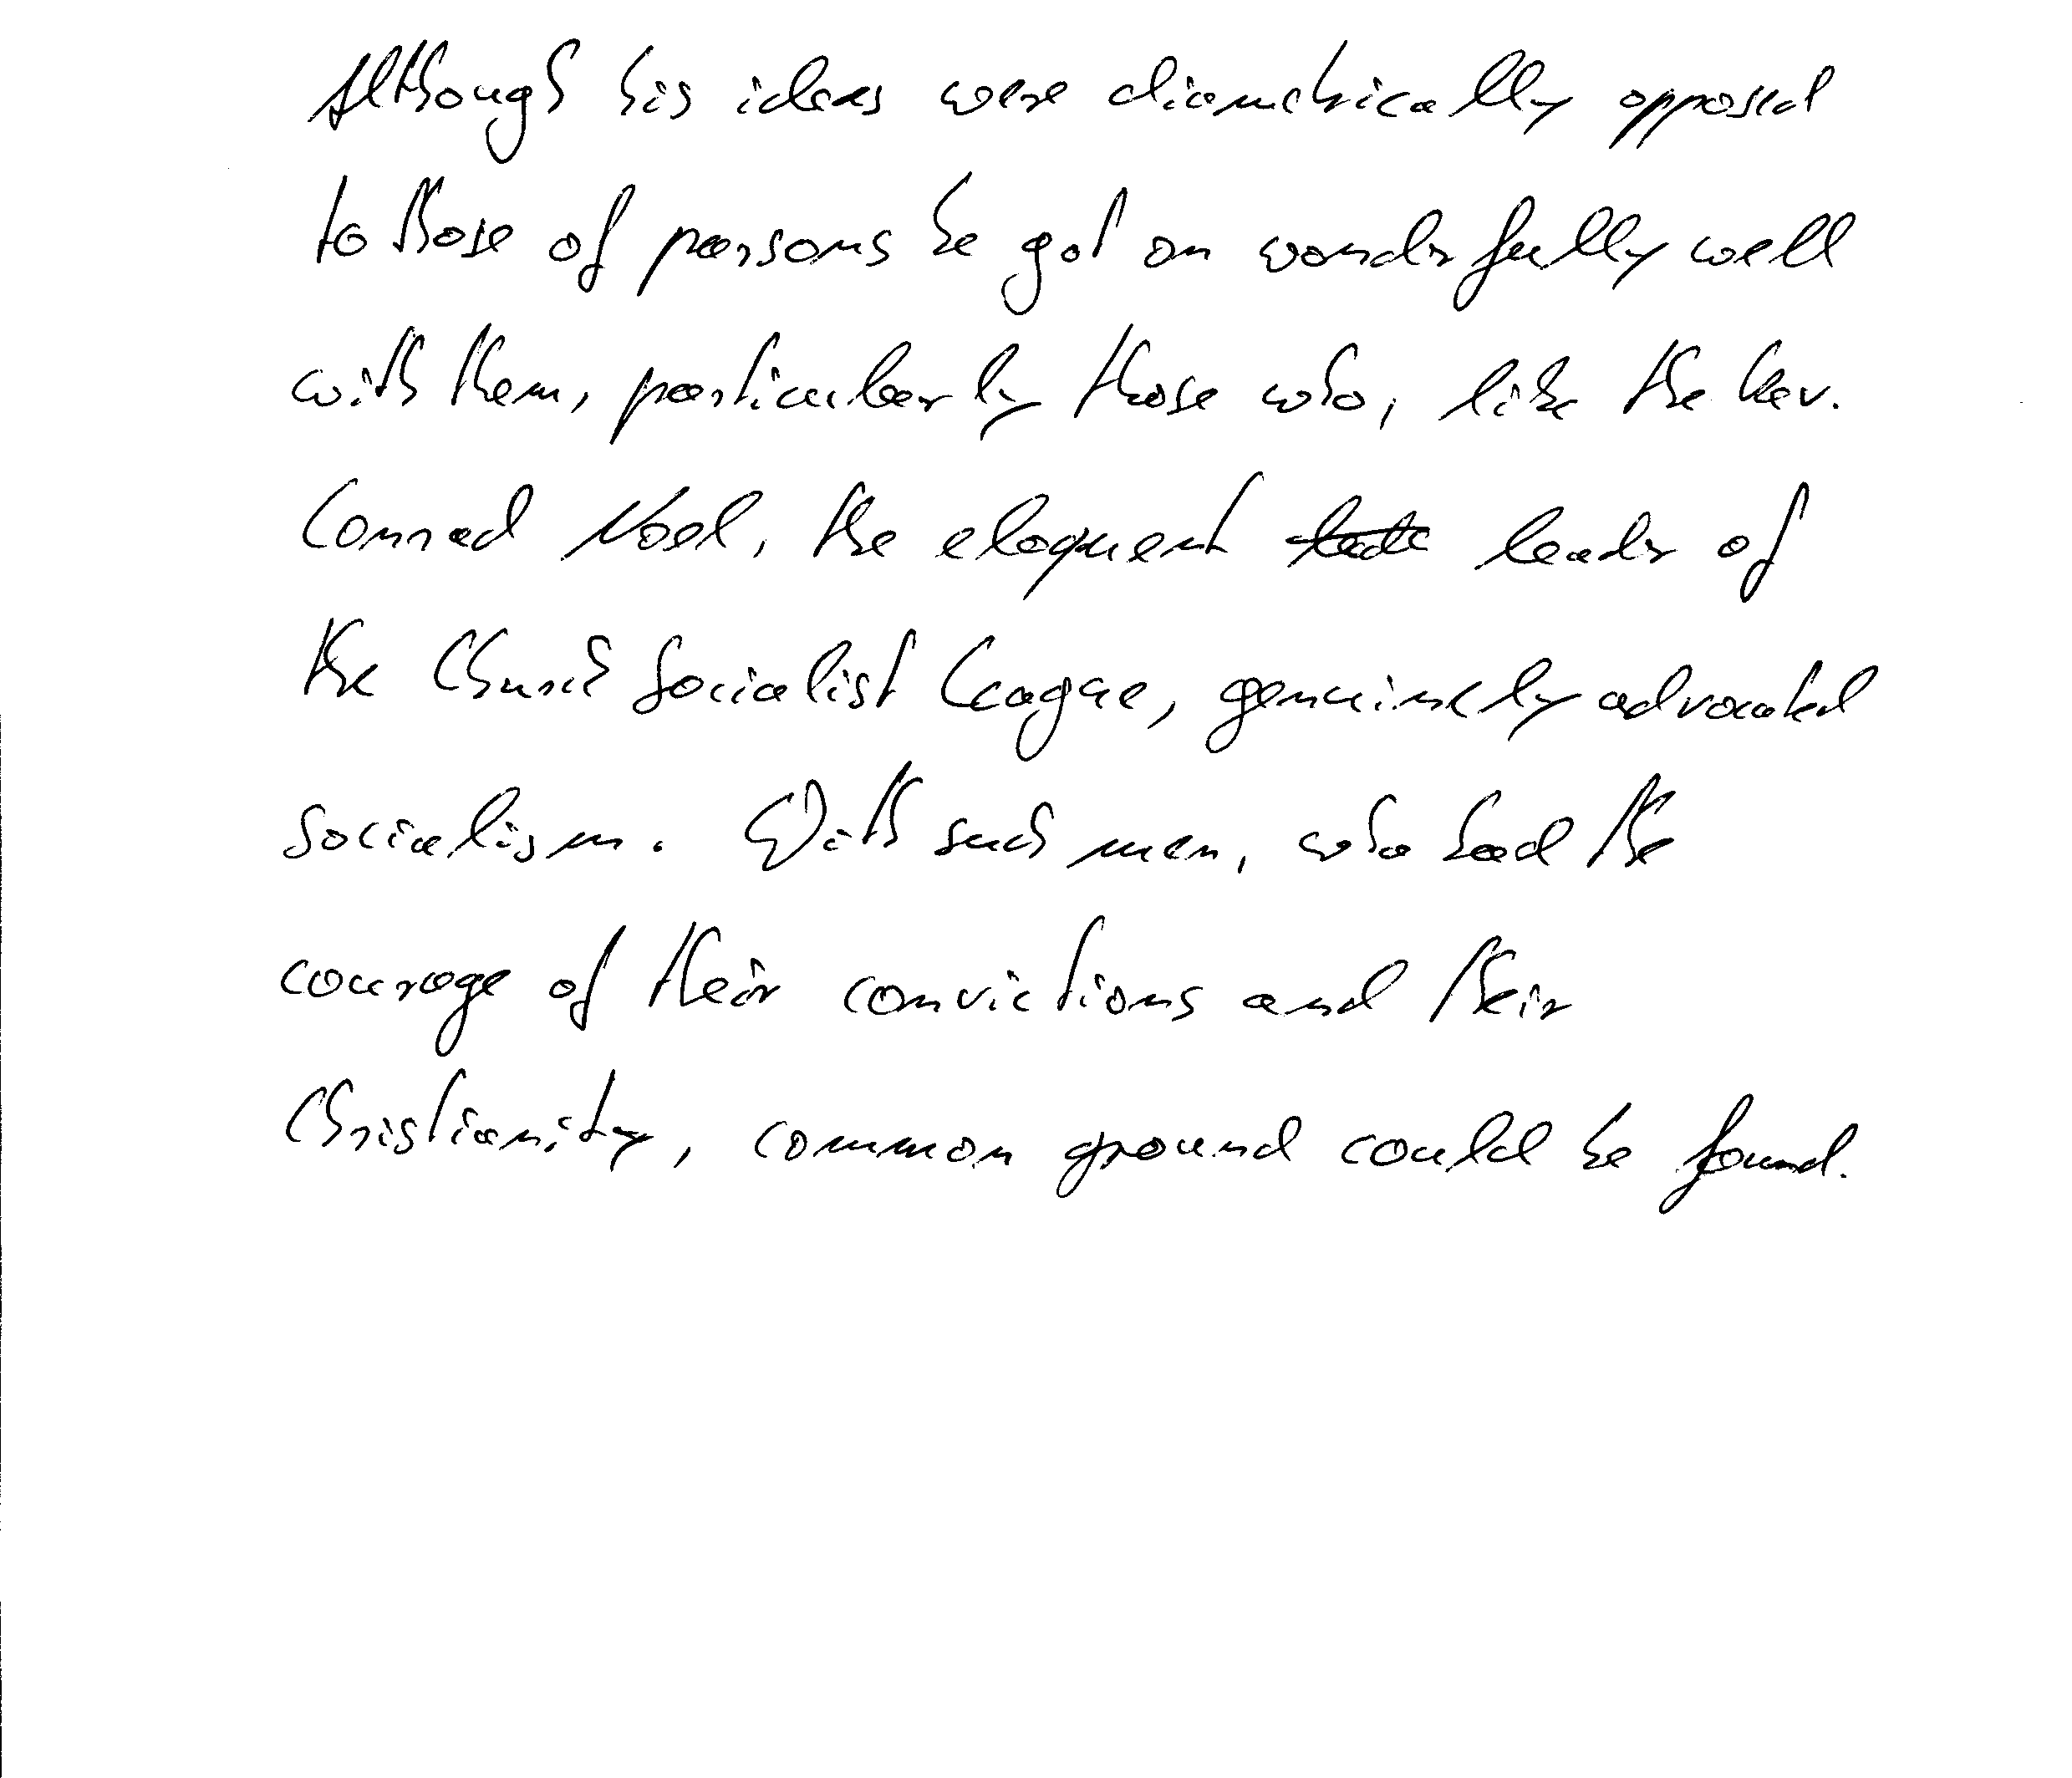 Although his ideas were diametrically opposed
to those of parsons he got on wonderfully well
with them, particularly those who, like the Rev.
Conrad Noel, the eloquent leader of
the Church Socialist League, genuinely advocated
socialism. With such men, who had the
courage of their convictions and their
Christianity, common ground could be found.